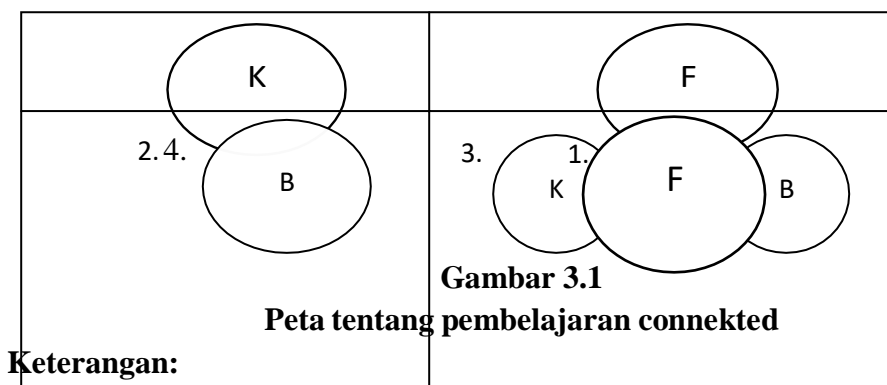 K F
2. 4. 3. 1.
B K F B
Gambar 3.1
Peta tentang pembelajaran connekted
Keterangan: